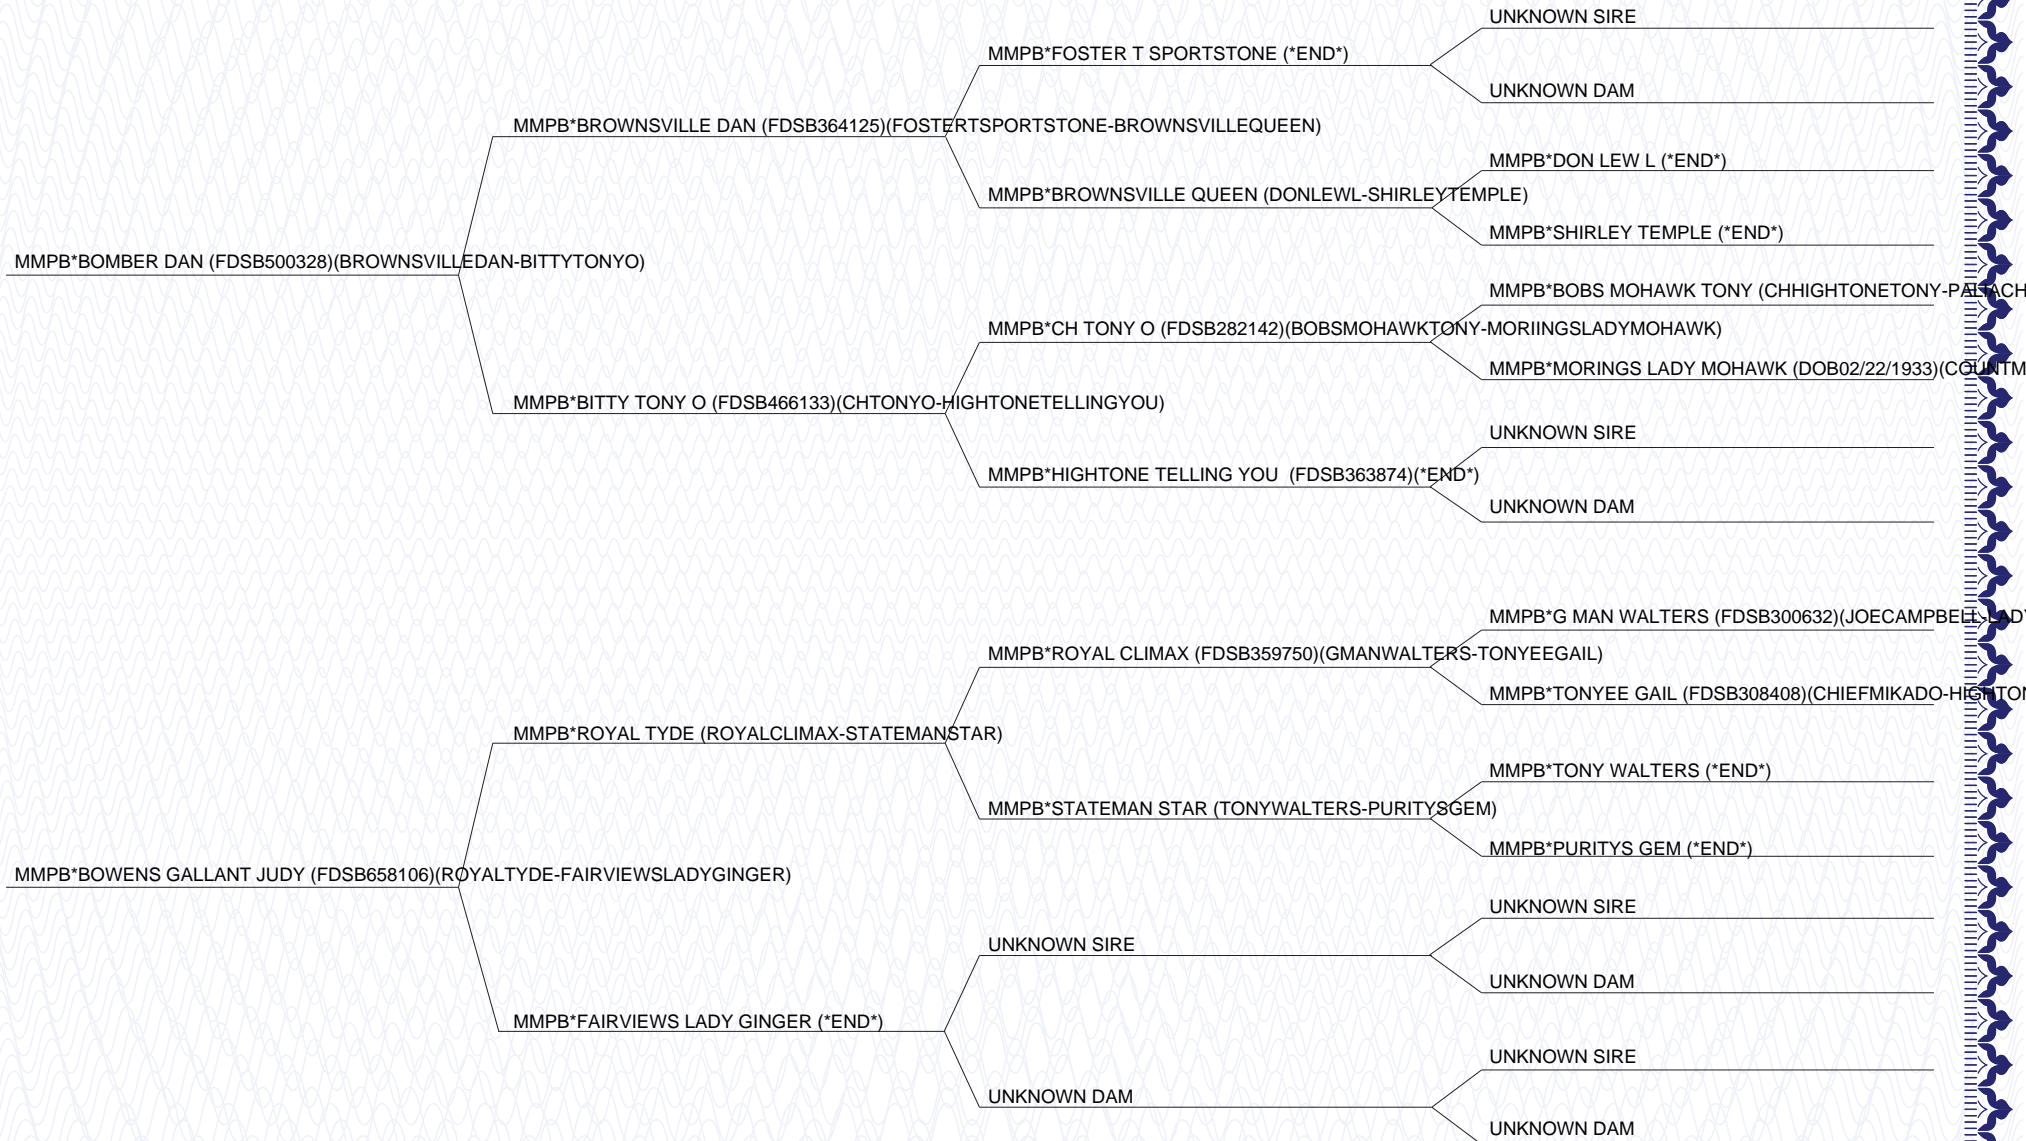 UNKNOWN SIRE
MMPB*FOSTER T SPORTSTONE (*END*)
UNKNOWN DAM
MMPB*BROWNSVILLE DAN (FDSB364125)(FOSTERTSPORTSTONE-BROWNSVILLEQUEEN)
MMPB*DON LEW L (*END*)
MMPB*BROWNSVILLE QUEEN (DONLEWL-SHIRLEYTEMPLE)
MMPB*SHIRLEY TEMPLE (*END*)
MMPB*BOMBER DAN (FDSB500328)(BROWNSVILLEDAN-BITTYTONYO)
MMPB*BOBS MOHAWK TONY (CHHIGHTONETONY-PALIACH
MMPB*CH TONY O (FDSB282142)(BOBSMOHAWKTONY-MORIINGSLADYMOHAWK)
MMPB*MORINGS LADY MOHAWK (DOB02/22/1933)(COUNTM
MMPB*BITTY TONY O (FDSB466133)(CHTONYO-HIGHTONETELLINGYOU)
UNKNOWN SIRE
MMPB*HIGHTONE TELLING YOU (FDSB363874)(*END*)
UNKNOWN DAM
MMPB*G MAN WALTERS (FDSB300632)(JOECAMPBELL-LADY
MMPB*ROYAL CLIMAX (FDSB359750)(GMANWALTERS-TONYEEGAIL)
MMPB*TONYEE GAIL (FDSB308408)(CHIEFMIKADO-HIGHTON
MMPB*ROYAL TYDE (ROYALCLIMAX-STATEMANSTAR)
MMPB*TONY WALTERS (*END*)
MMPB*STATEMAN STAR (TONYWALTERS-PURITYSGEM)
MMPB*PURITYS GEM (*END*)
MMPB*BOWENS GALLANT JUDY (FDSB658106)(ROYALTYDE-FAIRVIEWSLADYGINGER)
UNKNOWN SIRE
UNKNOWN SIRE
UNKNOWN DAM
MMPB*FAIRVIEWS LADY GINGER (*END*)
UNKNOWN SIRE
UNKNOWN DAM
UNKNOWN DAM